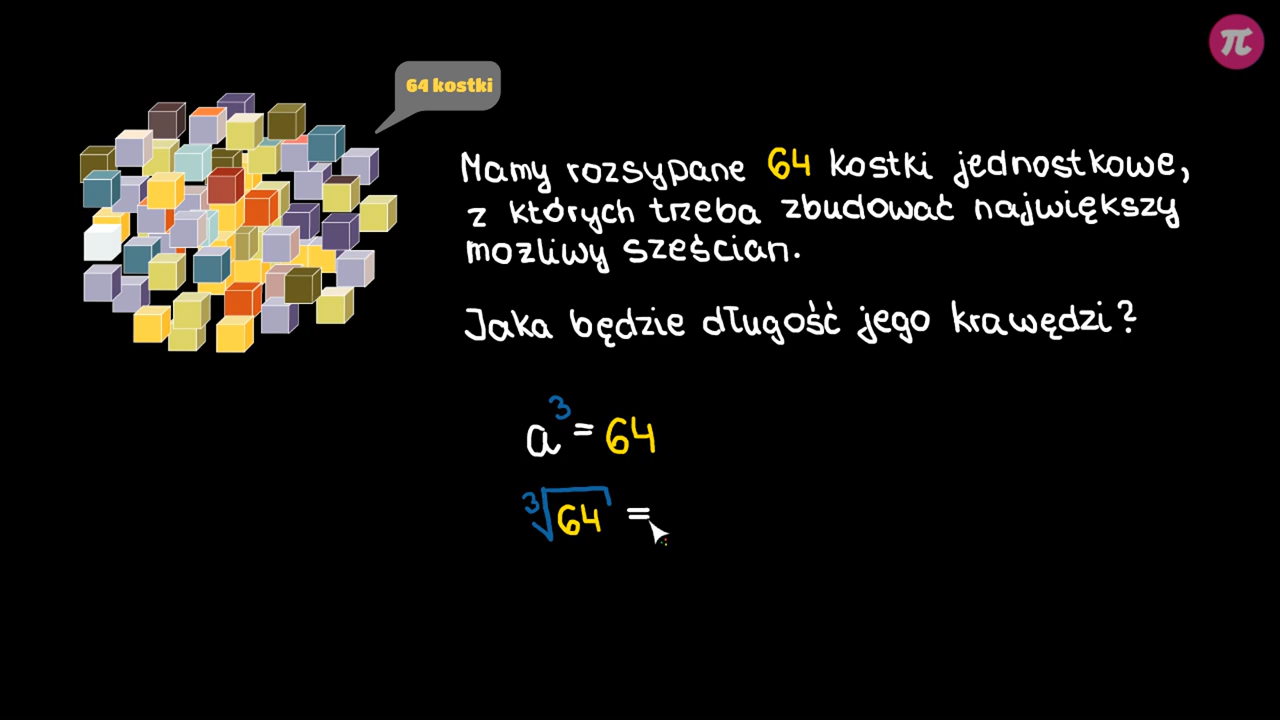 π
64 kostki
Mamy rozsypane 64 kostki jednostkowe,
z których trzeba zbudować największy
możliwy sześcian.
Jaka będzie długość jego krawędzi?
a³ = 64
³√64 =